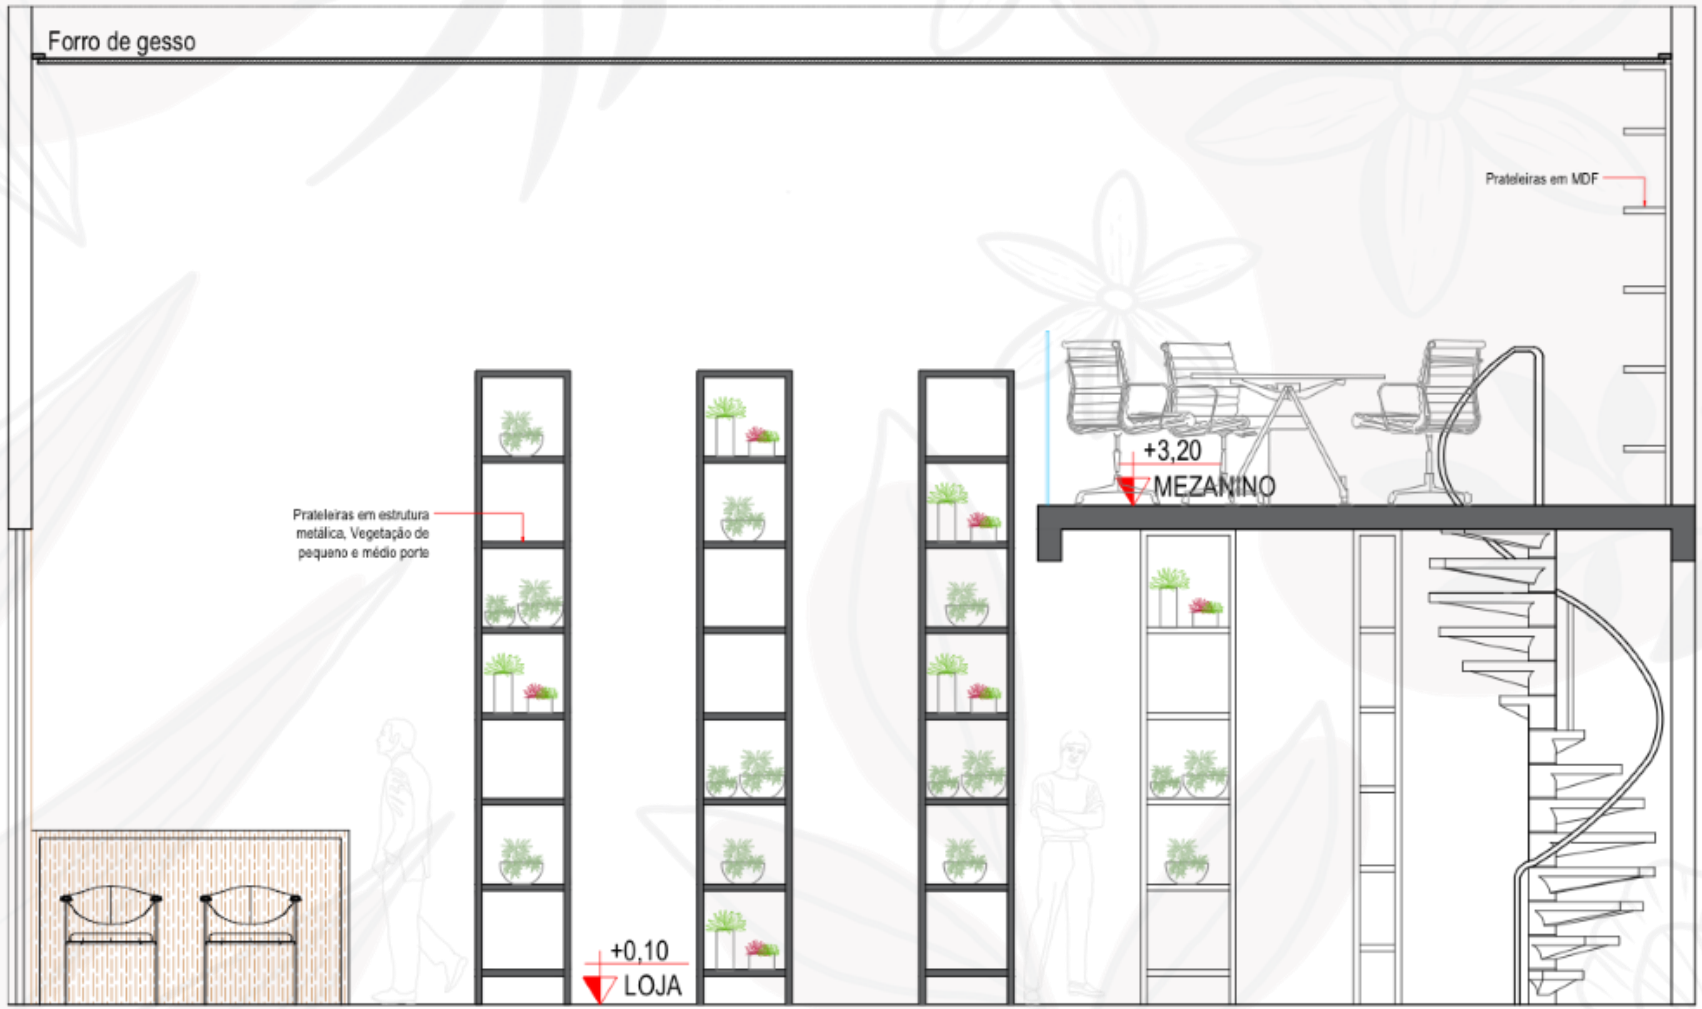 Forro de gesso
Prateleiras em MDF
+3,20
MEZANINO
Prateleiras em estrutura
metálica, Vegetação de
pequeno e médio porte
+0,10
LOJA